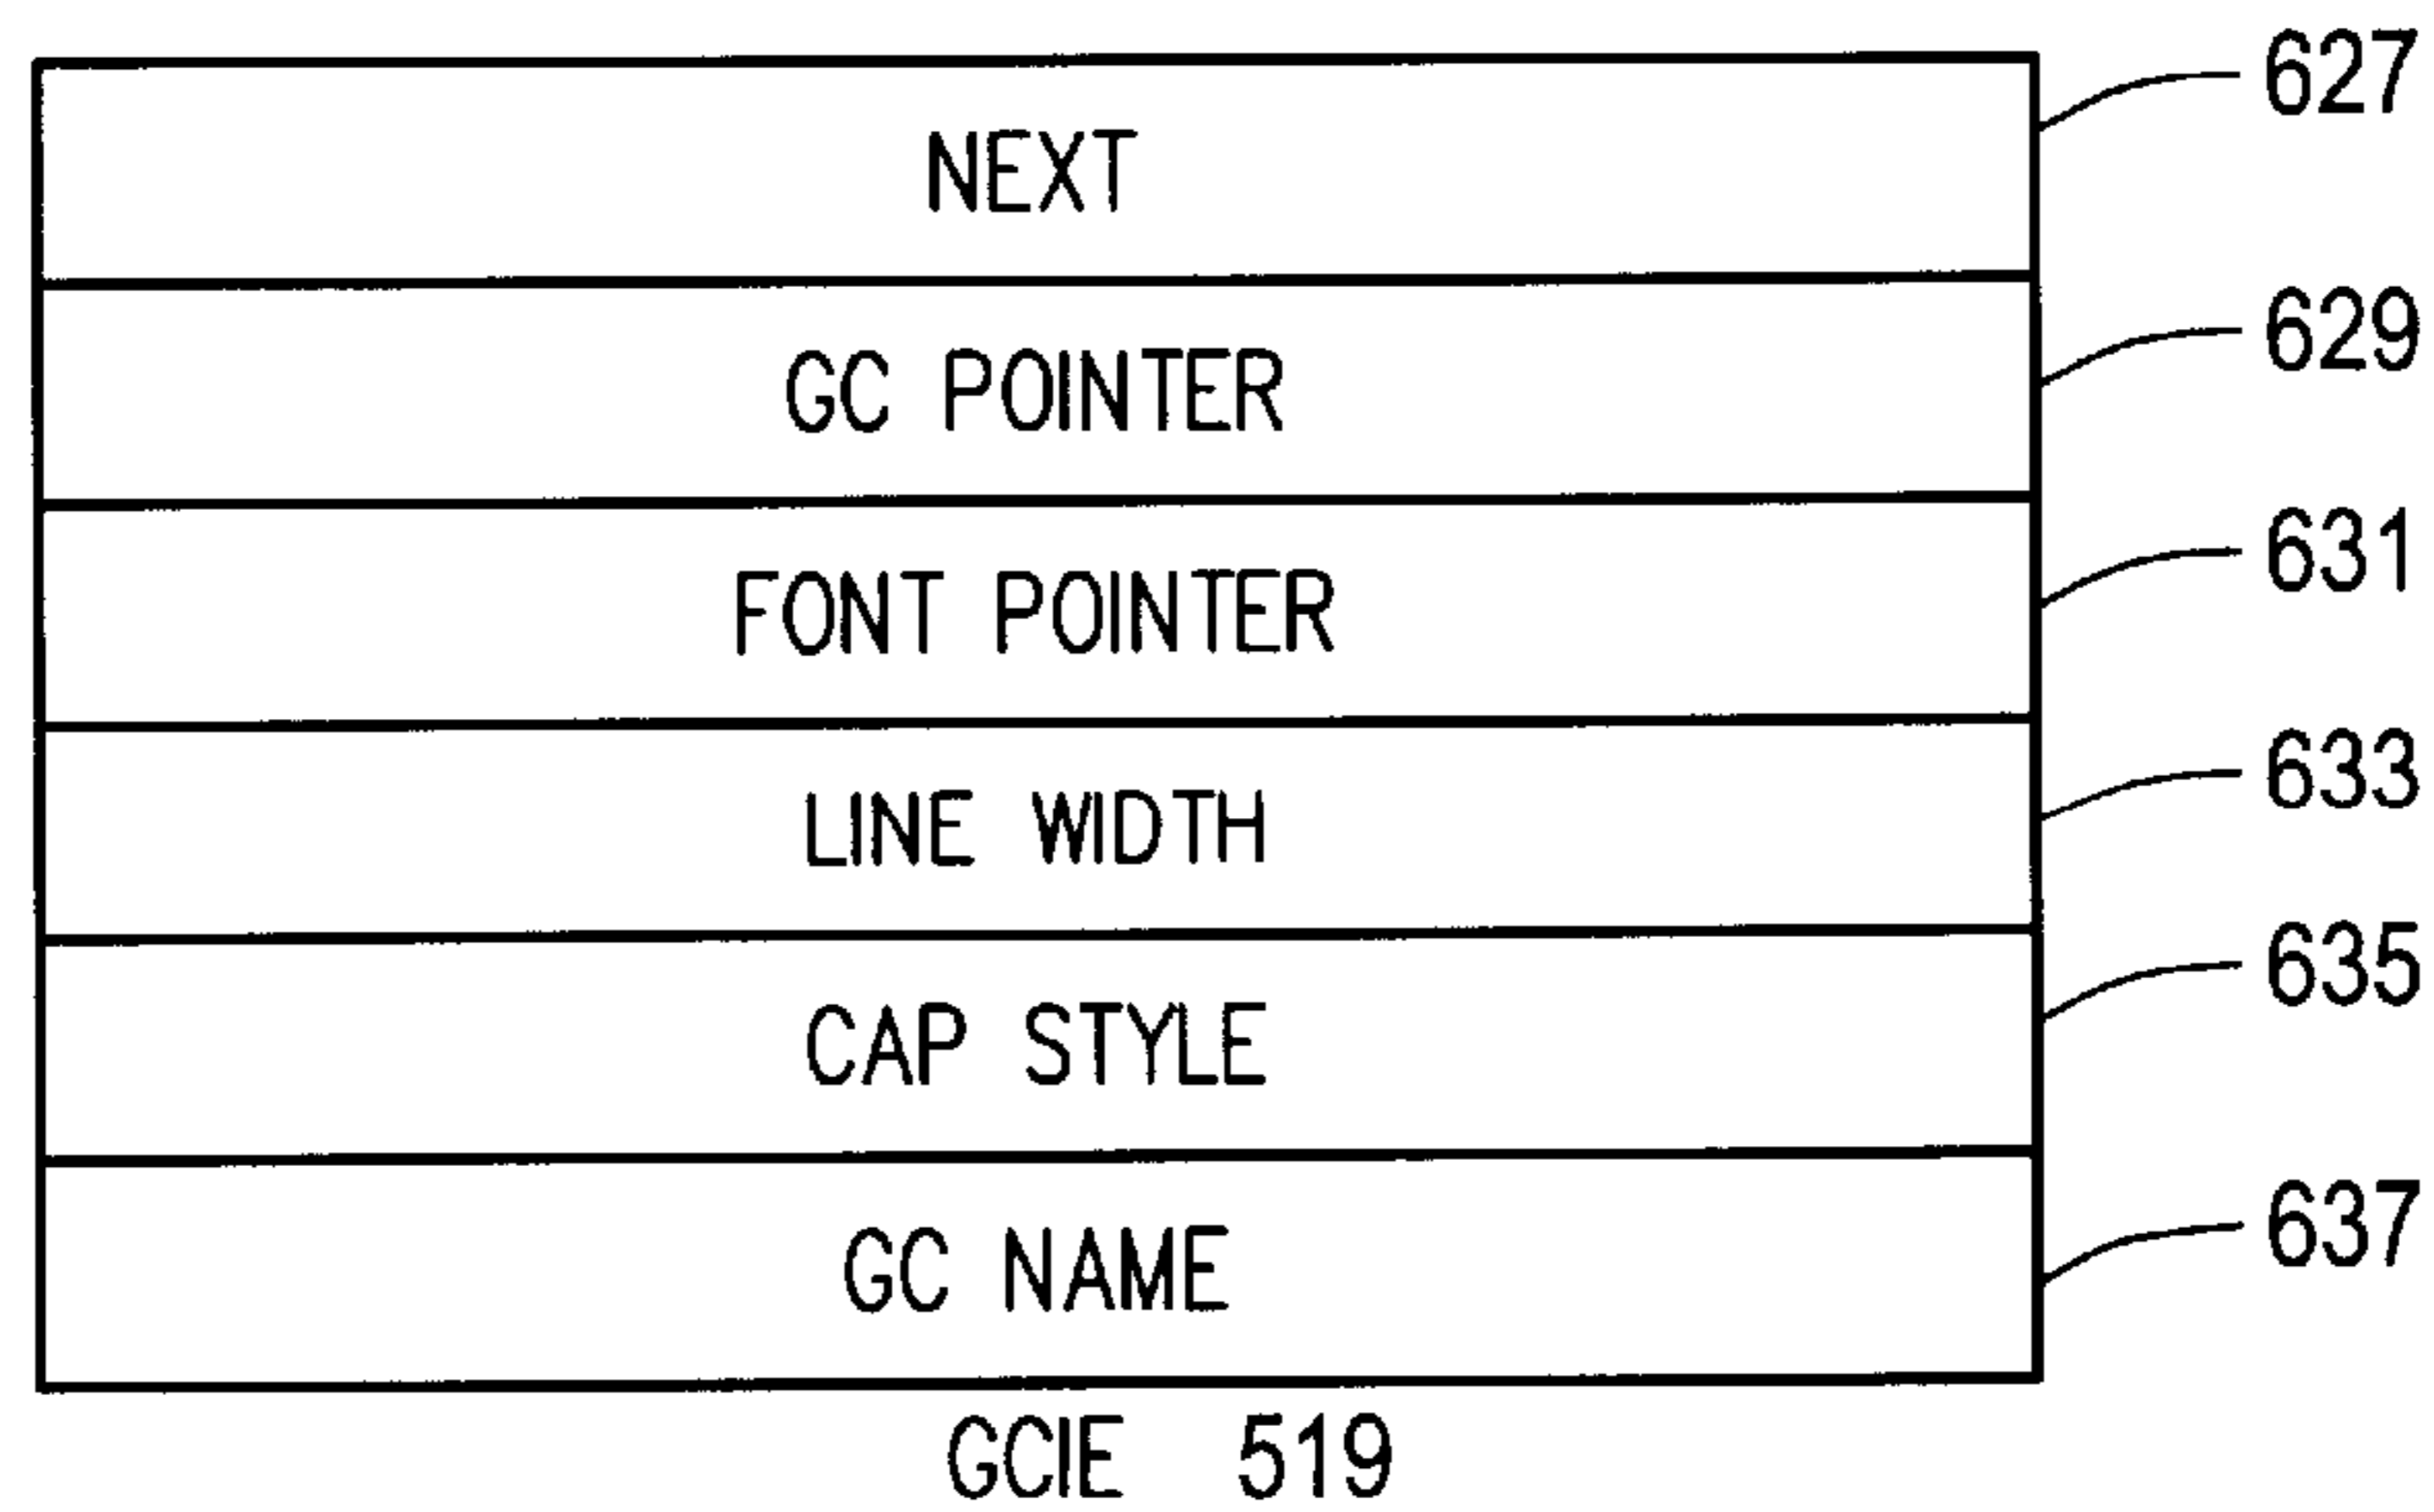 NEXT 627
GC POINTER 629
FONT POINTER 631
LINE WIDTH 633
CAP STYLE 635
GC NAME 637
GCIE 519